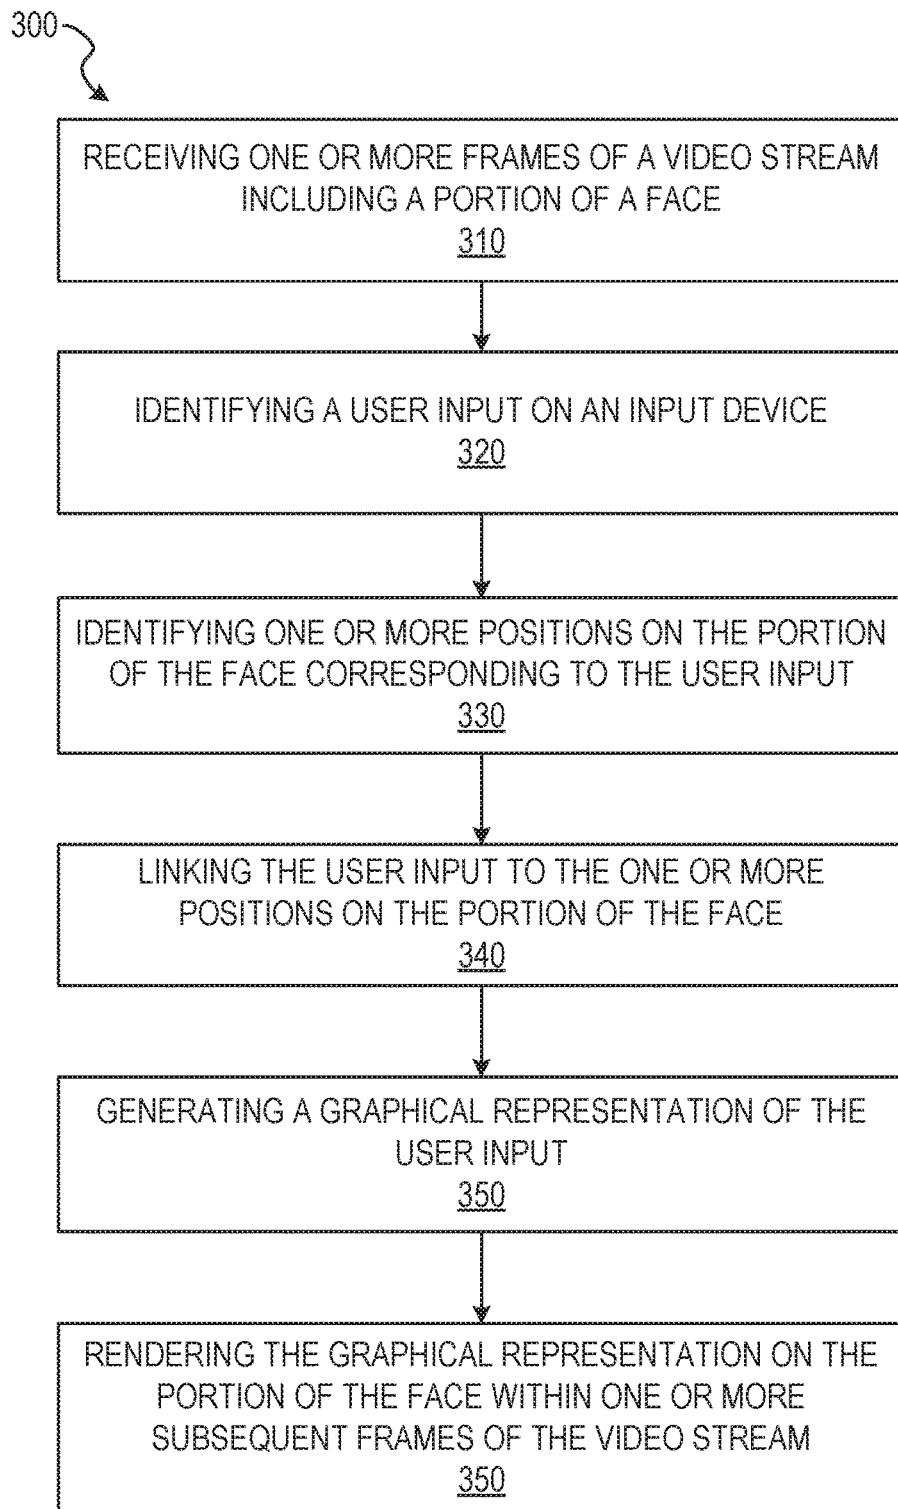 300
RECEIVING ONE OR MORE FRAMES OF A VIDEO STREAM
INCLUDING A PORTION OF A FACE
310
IDENTIFYING A USER INPUT ON AN INPUT DEVICE
320
IDENTIFYING ONE OR MORE POSITIONS ON THE PORTION
OF THE FACE CORRESPONDING TO THE USER INPUT
330
LINKING THE USER INPUT TO THE ONE OR MORE
POSITIONS ON THE PORTION OF THE FACE
340
GENERATING A GRAPHICAL REPRESENTATION OF THE
USER INPUT
350
RENDERING THE GRAPHICAL REPRESENTATION ON THE
PORTION OF THE FACE WITHIN ONE OR MORE
SUBSEQUENT FRAMES OF THE VIDEO STREAM
350